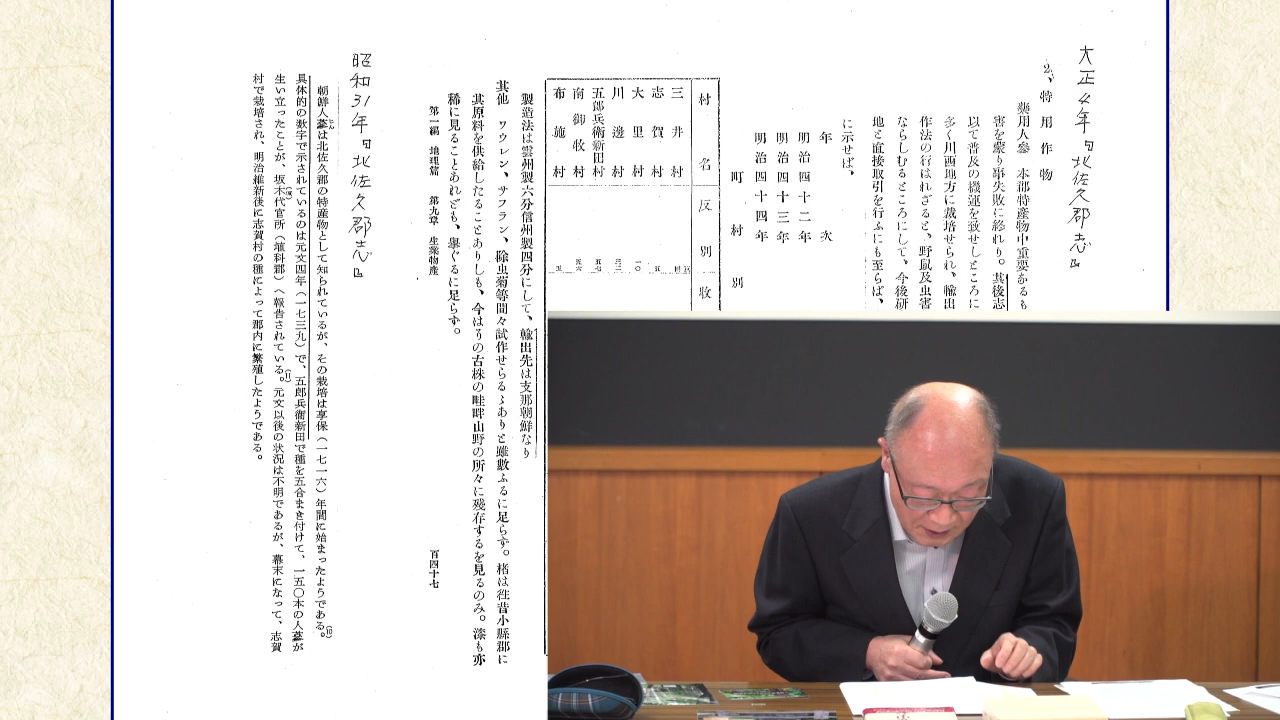 大正4年『北佐久郡志』
2、特用作物
藥用人參 本郡特産物中重要なるも
害を蒙り事失敗に終れり。其後志
以て普及の機運を致せしところに
多く川西地方に栽培せられ。輸出
作法の行はれざると、野鼠及虫害
ならしむるところにして。今後研
地と直接取引を行ふにも至らば、
に示せば。
年次
明治四十二年
明治四十三年
明治四十四年
町村別
村名 反別 收
三井村
志賀村
大里村
川邊村
五郎兵衞新田村
南御牧村
布施村
製造法は雲州製六分信州製四分にして、輸出先は支那朝鮮なり
其他 ワウレン、サフラン、除虫菊等間々試作せらるゝありと雖數ふるに足らず。楮は往昔小縣郡に
其原料を供給したることありしも、今はりの古株の畦畔山野の所々に殘存するを見るのみ。漆も亦
稀に見ることあれども、擧ぐるに足らず。
第一編 地理篇 第九章 生業物産 百四十七
昭和31年『北佐久郡志』
朝鮮人蔘は北佐久郡の特産物として知られているが、その栽培は享保(一七一六)年間に始まったようである。
具体的の数字で示されているのは元文四年(一七三九)で、五郎兵衛新田で種を五合まき付けて、一五〇本の人蔘が
生い立ったことが、坂木代官所(埴科郡)へ報告されている。(11)元文以後の状況は不明であるが、幕末になって、志賀
村で栽培され、明治維新後に志賀村の種によって郡内に繁殖したようである。